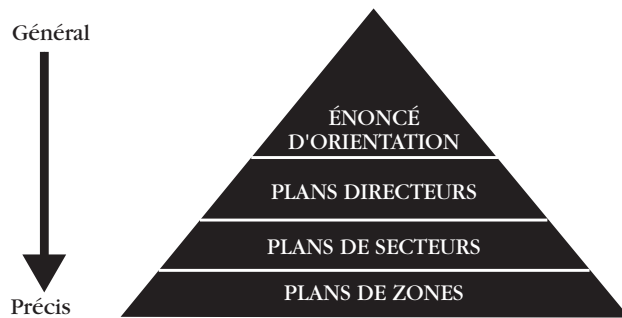 Général
ÉNONCÉ
D'ORIENTATION
PLANS DIRECTEURS
PLANS DE SECTEURS
PLANS DE ZONES
Précis